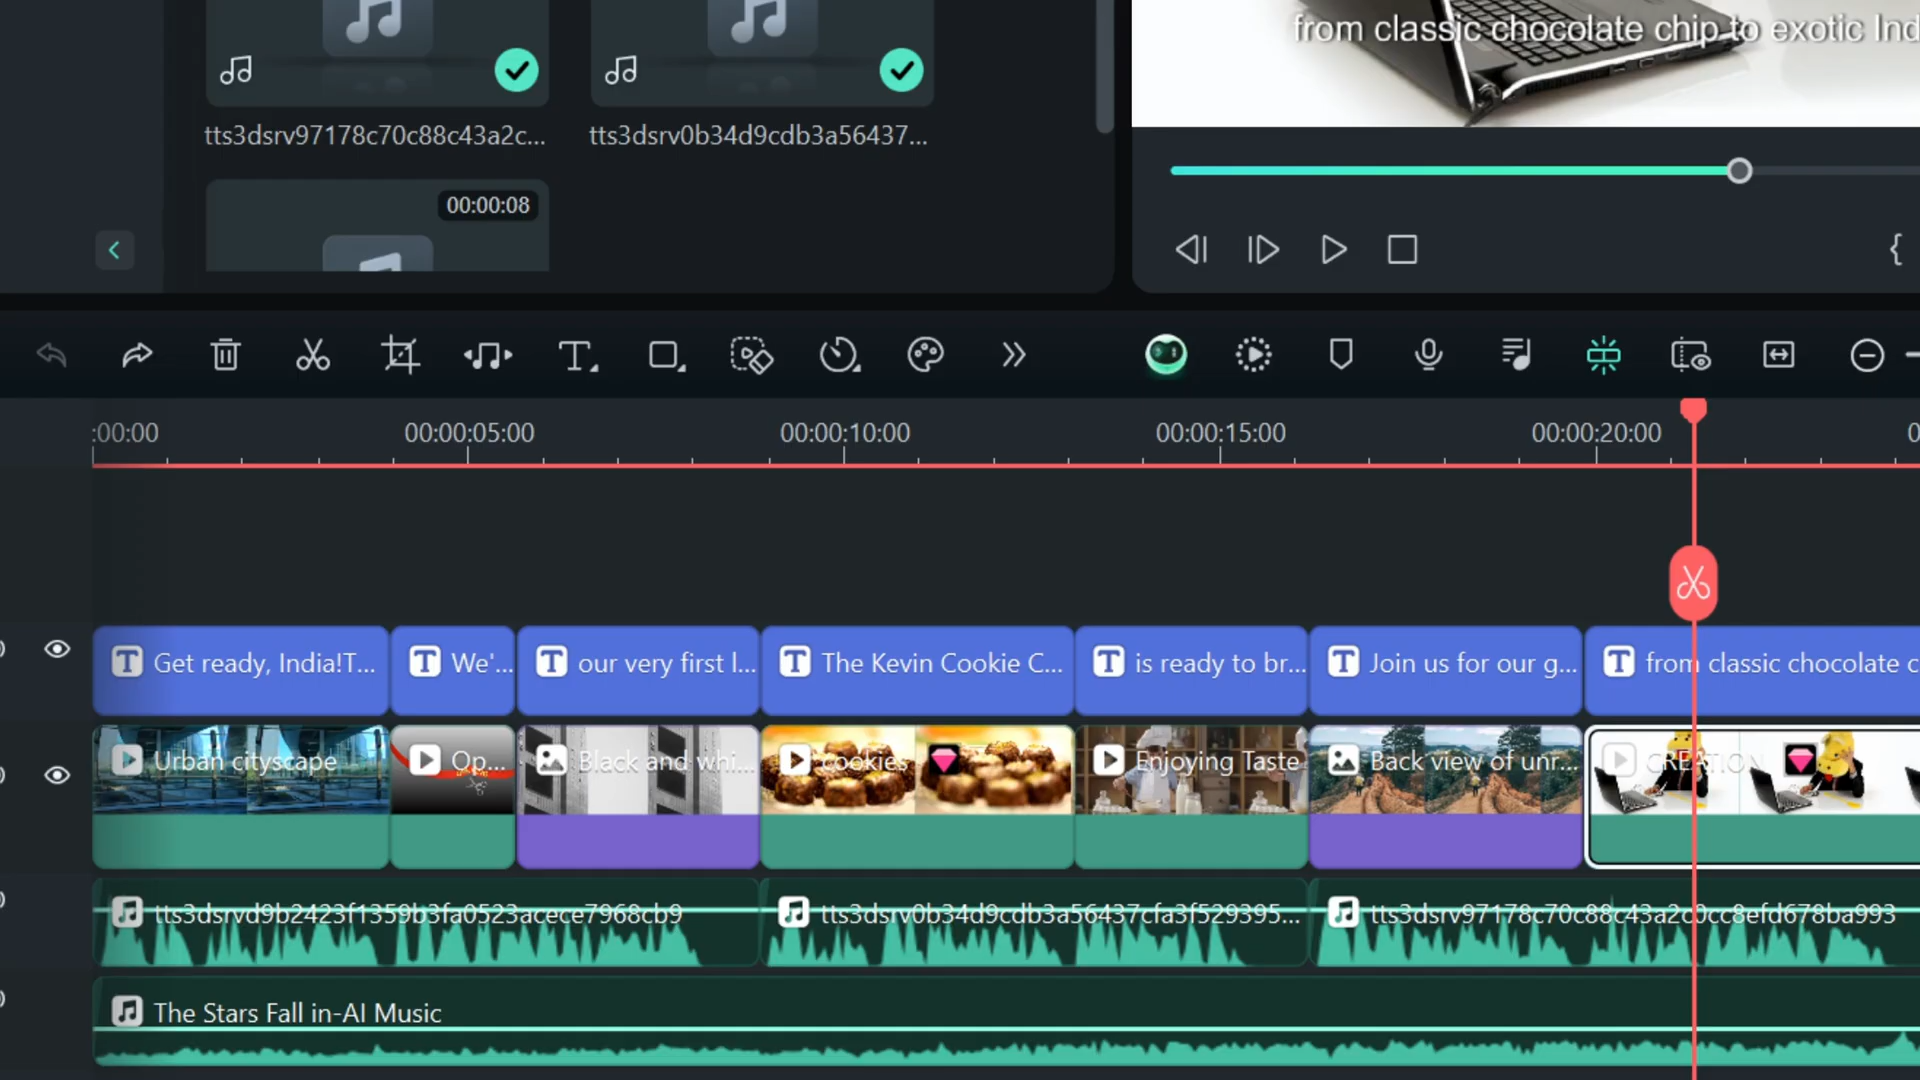 from classic chocolate chip to exotic Ind
tts3dsrv97178c70c88c43a2c...
tts3dsrv0b34d9cdb3a56437...
00:00:08
:00:00
00:00:05:00
00:00:10:00
00:00:15:00
00:00:20:00
Get ready, India!T...
We'...
our very first l...
The Kevin Cookie C...
is ready to br...
Join us for our g...
from classic chocolate c
Urban cityscape
Op...
Black and whi...
cookies
Enjoying Taste
Back view of unr...
CREATION
tts3dsrvd9b2423f1359b3fa0523acece7968cb9
tts3dsrv0b34d9cdb3a56437cfa3f529395...
tts3dsrv97178c70c88c43a2c0cc8efd678ba993
The Stars Fall in-AI Music